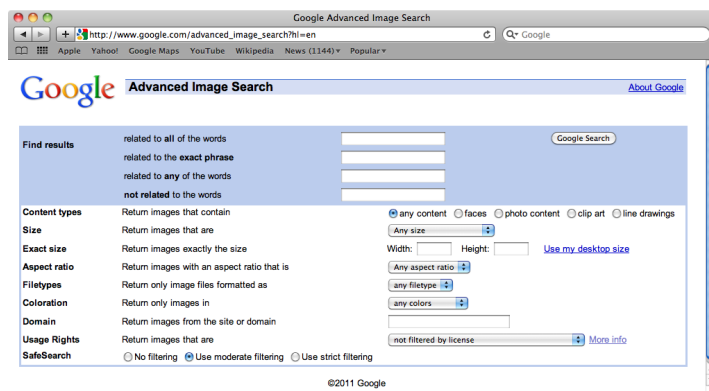 Google Advanced Image Search
http://www.google.com/advanced_image_search?hl=en
Google
Apple Yahoo! Google Maps YouTube Wikipedia News (1144) Popular
Google Advanced Image Search About Google
Find results related to all of the words Google Search
related to the exact phrase
related to any of the words
not related to the words
Content types Return images that contain any content faces photo content clip art line drawings
Size Return images that are Any size
Exact size Return images exactly the size Width: Height: Use my desktop size
Aspect ratio Return images with an aspect ratio that is Any aspect ratio
Filetypes Return only image files formatted as any filetype
Coloration Return only images in any colors
Domain Return images from the site or domain
Usage Rights Return images that are not filtered by license More info
SafeSearch No filtering Use moderate filtering Use strict filtering
©2011 Google